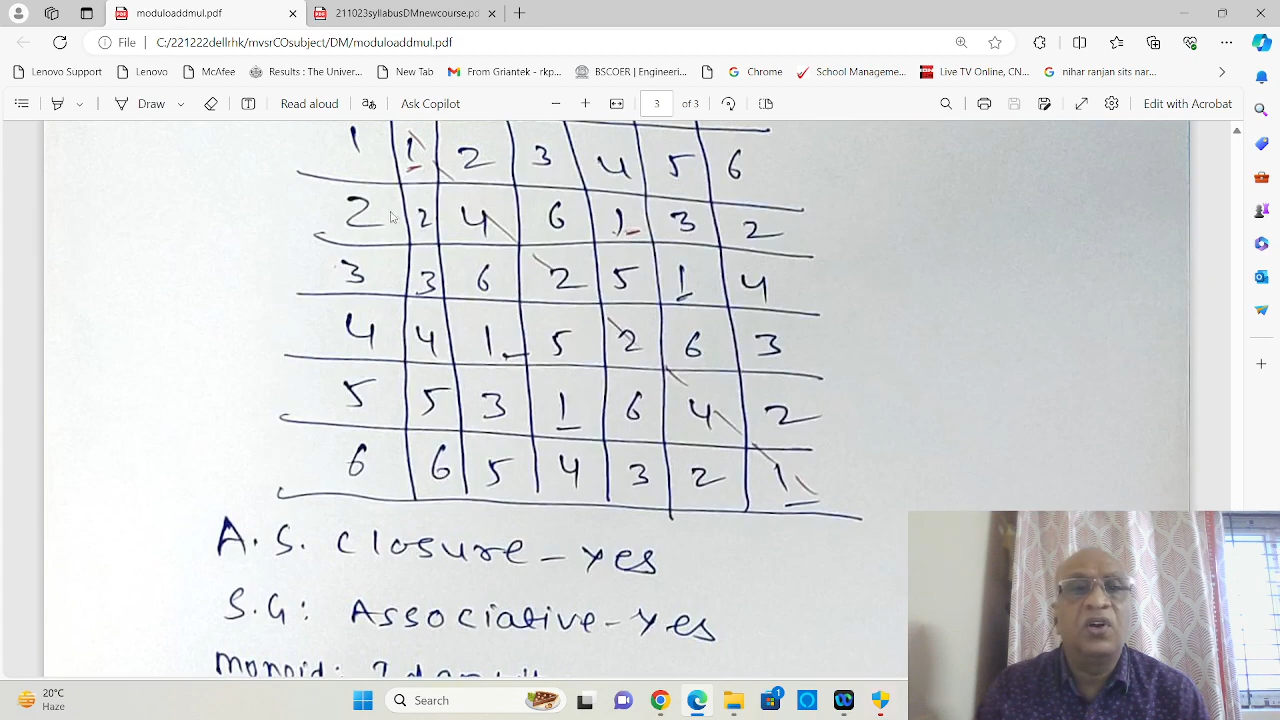 moduloaddmul.pdf
211023syllabusDMnewcourse.pdf
File C:/221222dellrhk/mvsrCOsubject/DM/moduloaddmul.pdf
Lenovo Support Lenovo McAfee Results : The Univer... New Tab From Griantek - rkp... BSCOER | Engineeri... Chrome School Manageme... Live TV Online, CN... nihar ranjan sits nar...
Draw Read aloud Ask Copilot 3 of 3 Edit with Acrobat
1 1 2 3 4 5 6
2 2 4 6 1 3 2
3 3 6 2 5 1 4
4 4 1 5 2 6 3
5 5 3 1 6 4 2
6 6 5 4 3 2 1
A.S. Closure - Yes
S.G: Associative - Yes
Monoid:
20°C
Haze
Search
1